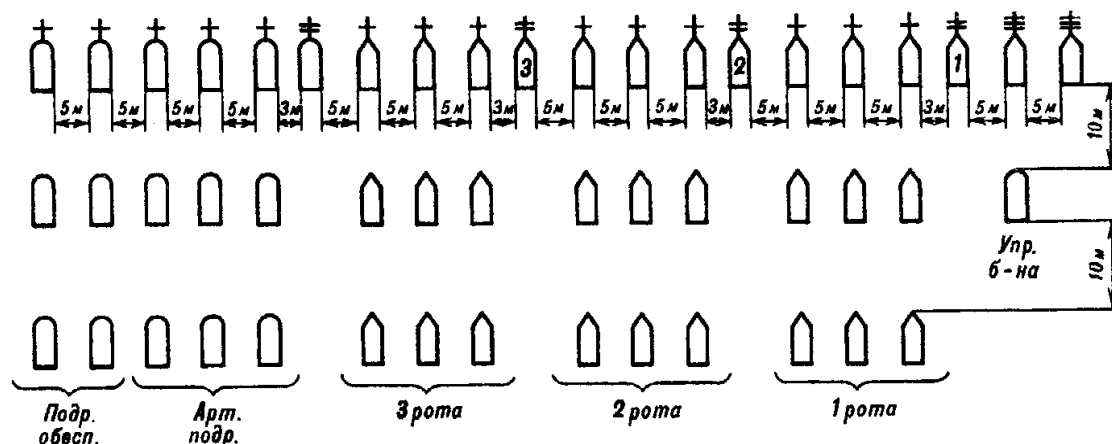 3 2 1
5м 5м 5м 5м 3м 5м 5м 5м 3м 5м 5м 5м 3м 5м 5м 5м 3м 5м 5м
10м
Упр.
б-на
10м
Подр.
обесп.
Арт.
подр.
3 рота
2 рота
1 рота